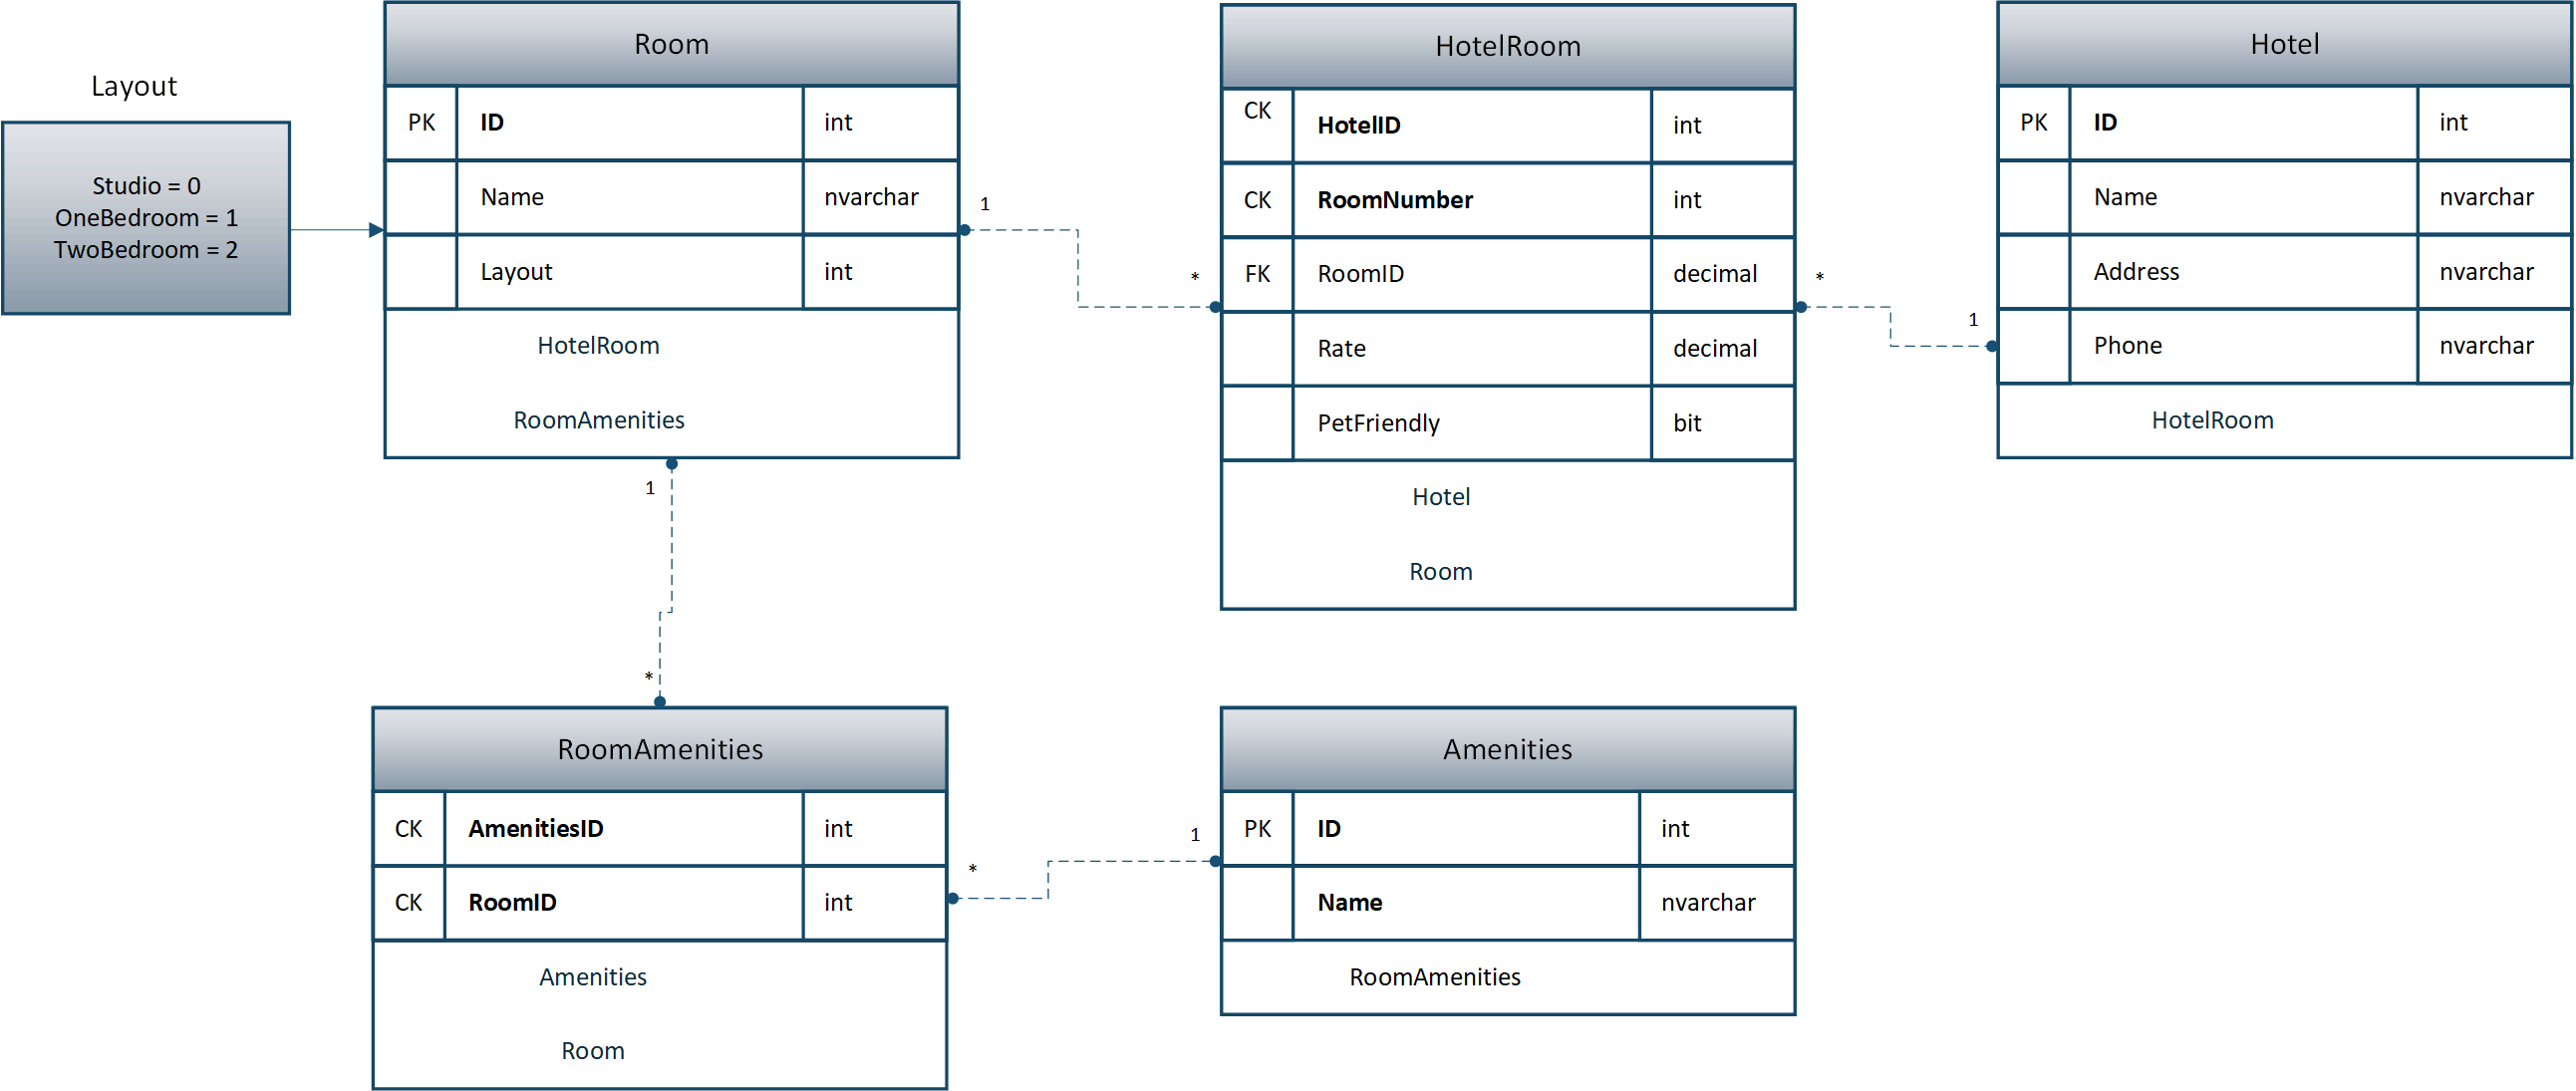 Layout
Studio = 0
OneBedroom = 1
TwoBedroom = 2
Room
PK ID int
Name nvarchar
Layout int
HotelRoom
RoomAmenities
1
*
HotelRoom
CK HotelID int
CK RoomNumber int
FK RoomID decimal
Rate decimal
PetFriendly bit
Hotel
Room
*
1
Hotel
PK ID int
Name nvarchar
Address nvarchar
Phone nvarchar
HotelRoom
1
*
RoomAmenities
CK AmenitiesID int
CK RoomID int
Amenities
Room
*
1
Amenities
PK ID int
Name nvarchar
RoomAmenities